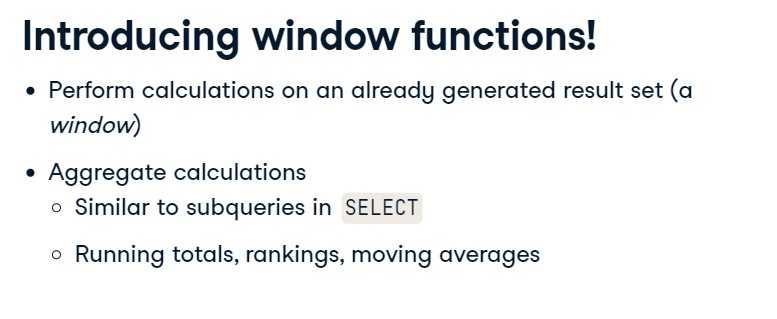 Introducing window functions!
Perform calculations on an already generated result set (a
window)
Aggregate calculations
Similar to subqueries in SELECT
Running totals, rankings, moving averages